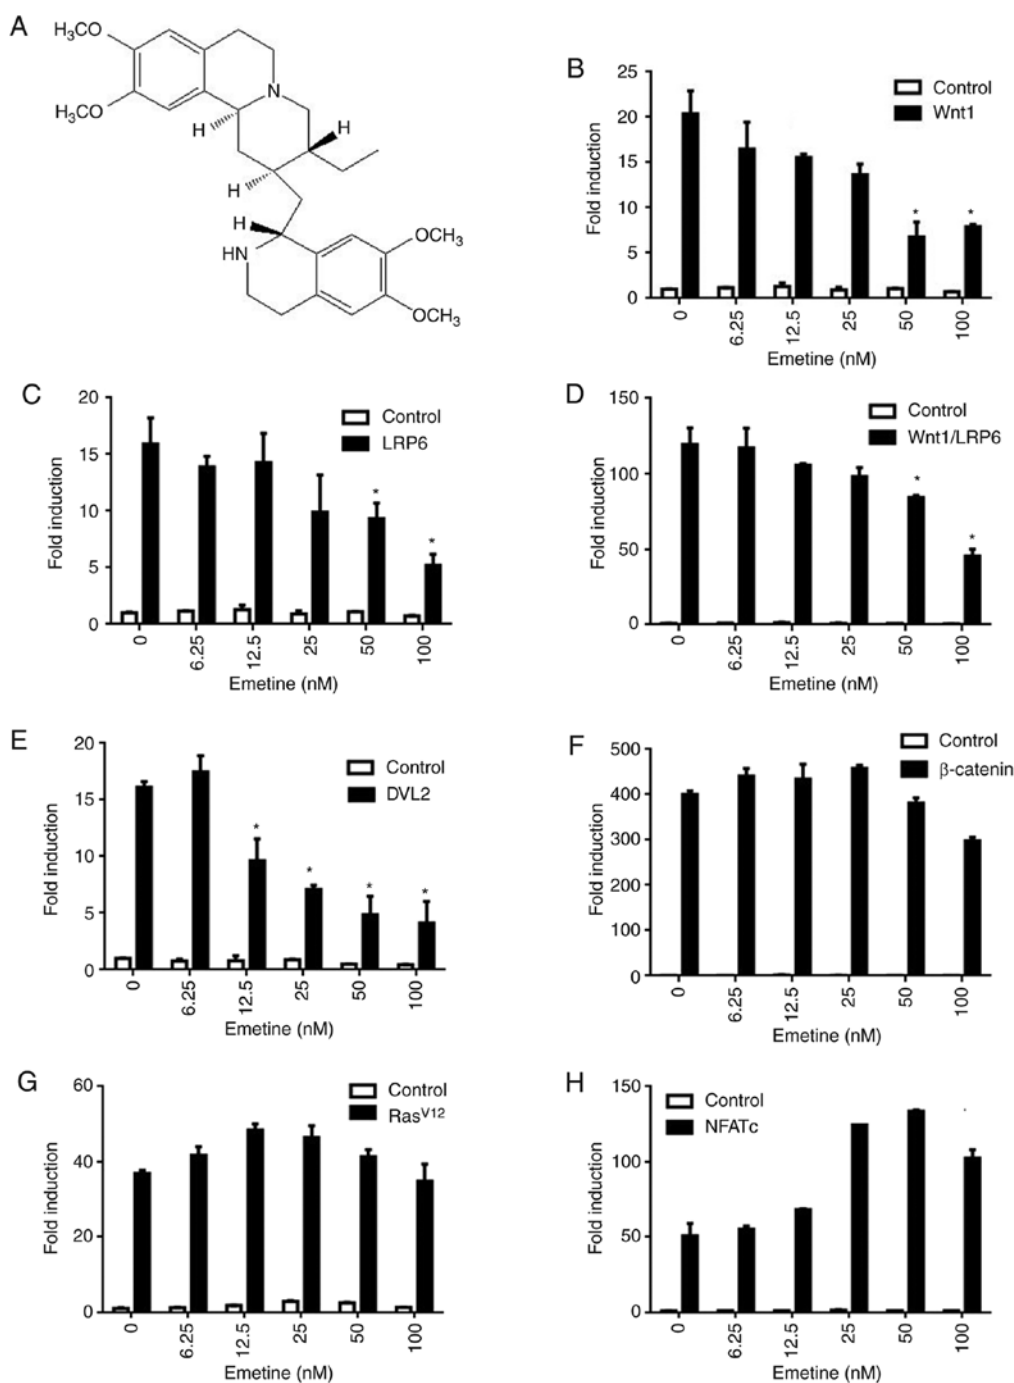 A
H₃CO
H₃CO
N
H
H
H
H
HN
OCH₃
OCH₃
B
Fold induction
25
20
15
10
5
0
Control
Wnt1
* *
0 6.25 12.5 25 50 100
Emetine (nM)
C
Fold induction
20
15
10
5
0
Control
LRP6
* *
0 6.25 12.5 25 50 100
Emetine (nM)
D
Fold induction
150
100
50
0
Control
Wnt1/LRP6
* *
0 6.25 12.5 25 50 100
Emetine (nM)
E
Fold induction
20
15
10
5
0
Control
DVL2
* * * *
0 6.25 12.5 25 50 100
Emetine (nM)
F
Fold induction
500
400
300
200
100
0
Control
β-catenin
0 6.25 12.5 25 50 100
Emetine (nM)
G
Fold induction
60
40
20
0
Control
Rasⱽ¹²
0 6.25 12.5 25 50 100
Emetine (nM)
H
Fold induction
150
100
50
0
Control
NFATc
0 6.25 12.5 25 50 100
Emetine (nM)